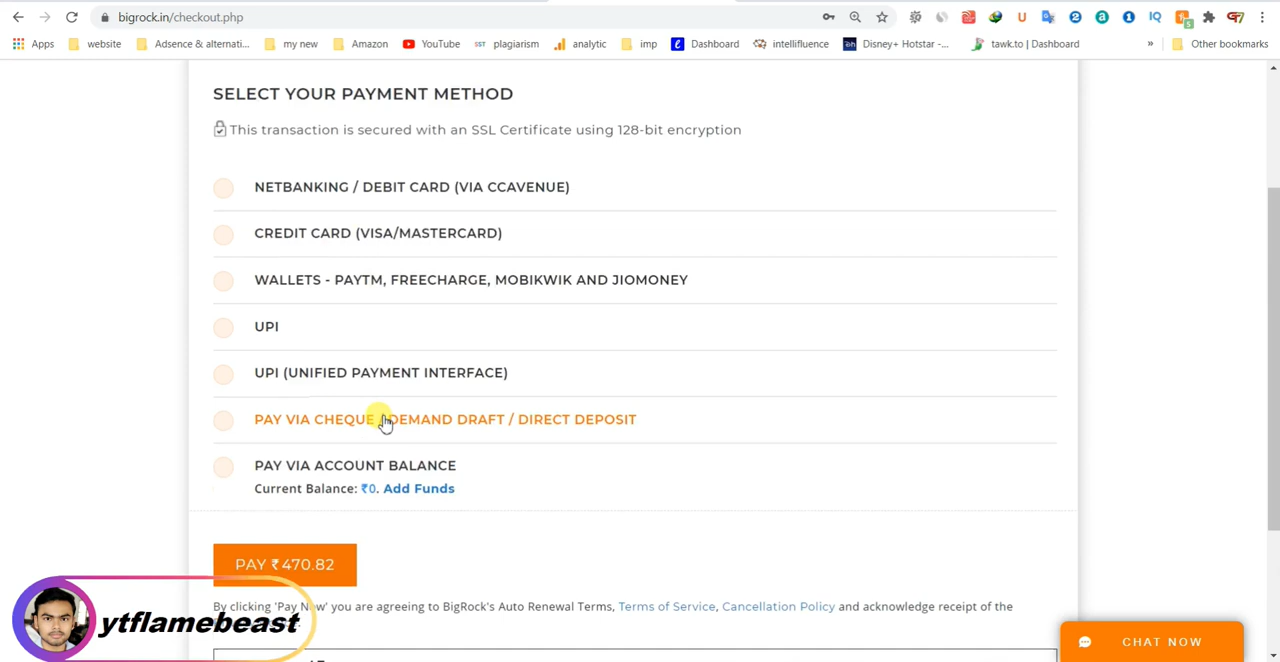 bigrock.in/checkout.php
Apps website Adsence & alternati... my new Amazon YouTube SST plagiarism analytic imp Dashboard intellifluence Disney+ Hotstar -... tawk.to | Dashboard » Other bookmarks
SELECT YOUR PAYMENT METHOD
This transaction is secured with an SSL Certificate using 128-bit encryption
NETBANKING / DEBIT CARD (VIA CCAVENUE)
CREDIT CARD (VISA/MASTERCARD)
WALLETS - PAYTM, FREECHARGE, MOBIKWIK AND JIOMONEY
UPI
UPI (UNIFIED PAYMENT INTERFACE)
PAY VIA CHEQUE / DEMAND DRAFT / DIRECT DEPOSIT
PAY VIA ACCOUNT BALANCE
Current Balance: ₹0. Add Funds
PAY ₹470.82
By clicking 'Pay Now' you are agreeing to BigRock's Auto Renewal Terms, Terms of Service, Cancellation Policy and acknowledge receipt of the
ytflamebeast
CHAT NOW